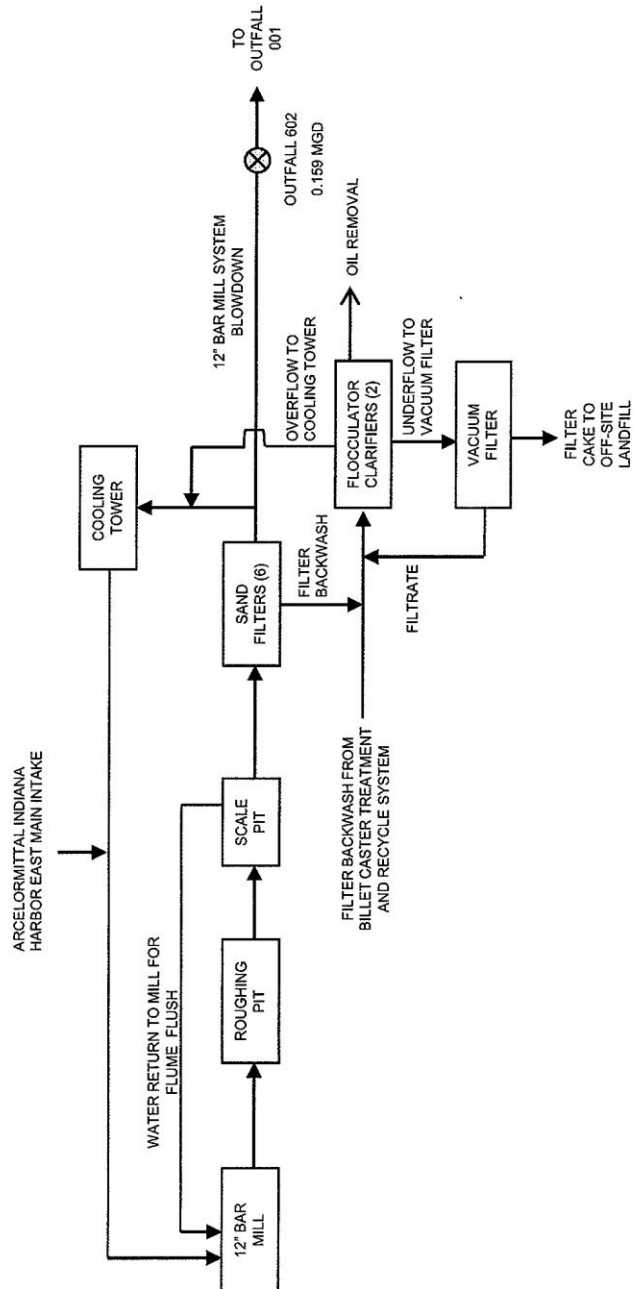 ARCELORMITTAL INDIANA
HARBOR EAST MAIN INTAKE
COOLING
TOWER
WATER RETURN TO MILL FOR
FLUME FLUSH
12" BAR
MILL
ROUGHING
PIT
SCALE
PIT
SAND
FILTERS (6)
12" BAR MILL SYSTEM
BLOWDOWN
OUTFALL 602
0.159 MGD
TO
OUTFALL
001
FILTER
BACKWASH
OVERFLOW TO
COOLING TOWER
FILTER BACKWASH FROM
BILLET CASTER TREATMENT
AND RECYCLE SYSTEM
FLOCCULATOR
CLARIFIERS (2)
OIL REMOVAL
UNDERFLOW TO
VACUUM FILTER
FILTRATE
VACUUM
FILTER
FILTER
CAKE TO
OFF-SITE
LANDFILL